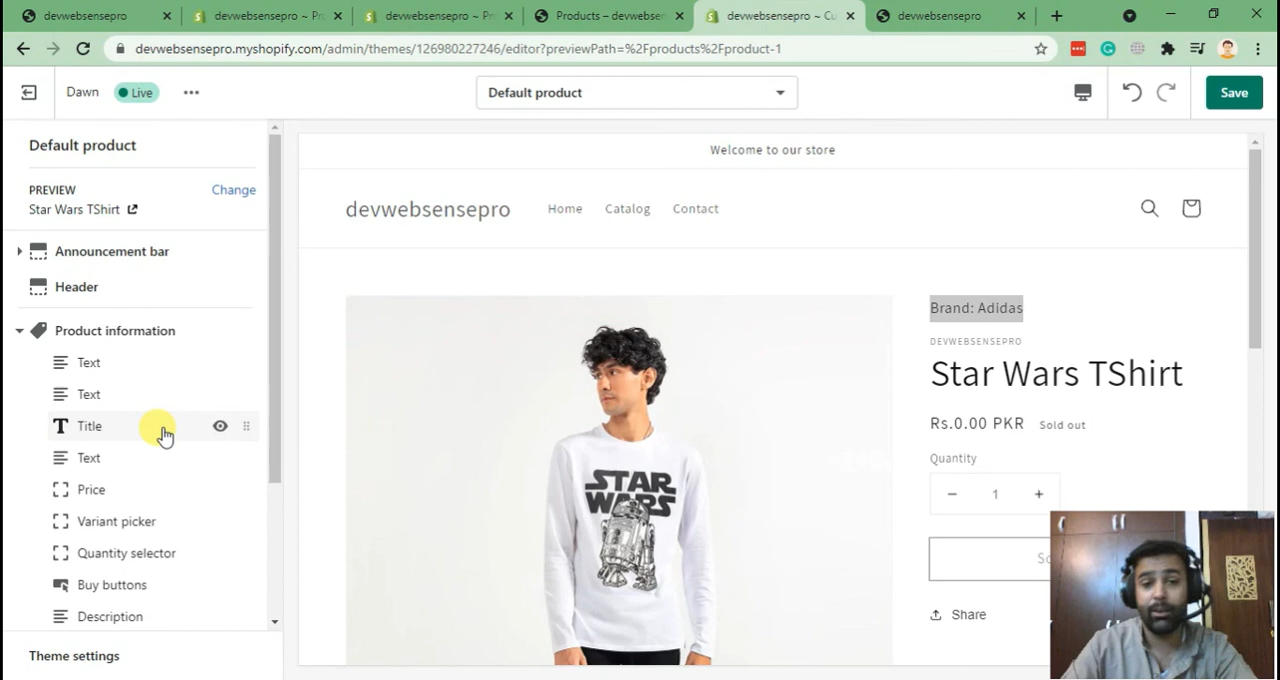 devwebsensepro
devwebsensepro ~ Pr
devwebsensepro ~ Pr
Products – devwebsen
devwebsensepro ~ Cu
devwebsensepro
devwebsensepro.myshopify.com/admin/themes/126980227246/editor?previewPath=%2Fproducts%2Fproduct-1
Dawn
Live
Default product
Save
Default product
PREVIEW
Change
Star Wars TShirt
Announcement bar
Header
Product information
Text
Text
Title
Text
Price
Variant picker
Quantity selector
Buy buttons
Description
Theme settings
Welcome to our store
devwebsensepro
Home
Catalog
Contact
STAR
WARS
Brand: Adidas
DEVWEBSENSEPRO
Star Wars TShirt
Rs.0.00 PKR
Sold out
Quantity
1
So
Share